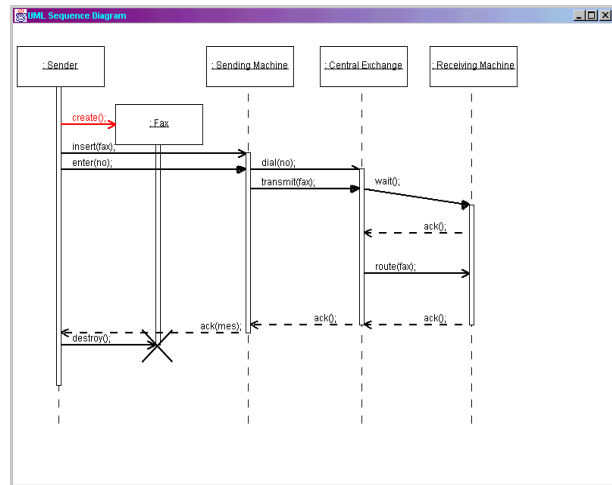 UML Sequence Diagram
: Sender
: Sending Machine
: Central Exchange
: Receiving Machine
create();
: Fax
insert(fax);
enter(no);
dial(no);
transmit(fax);
wait();
ack();
route(fax);
ack(mes);
ack();
ack();
destroy();